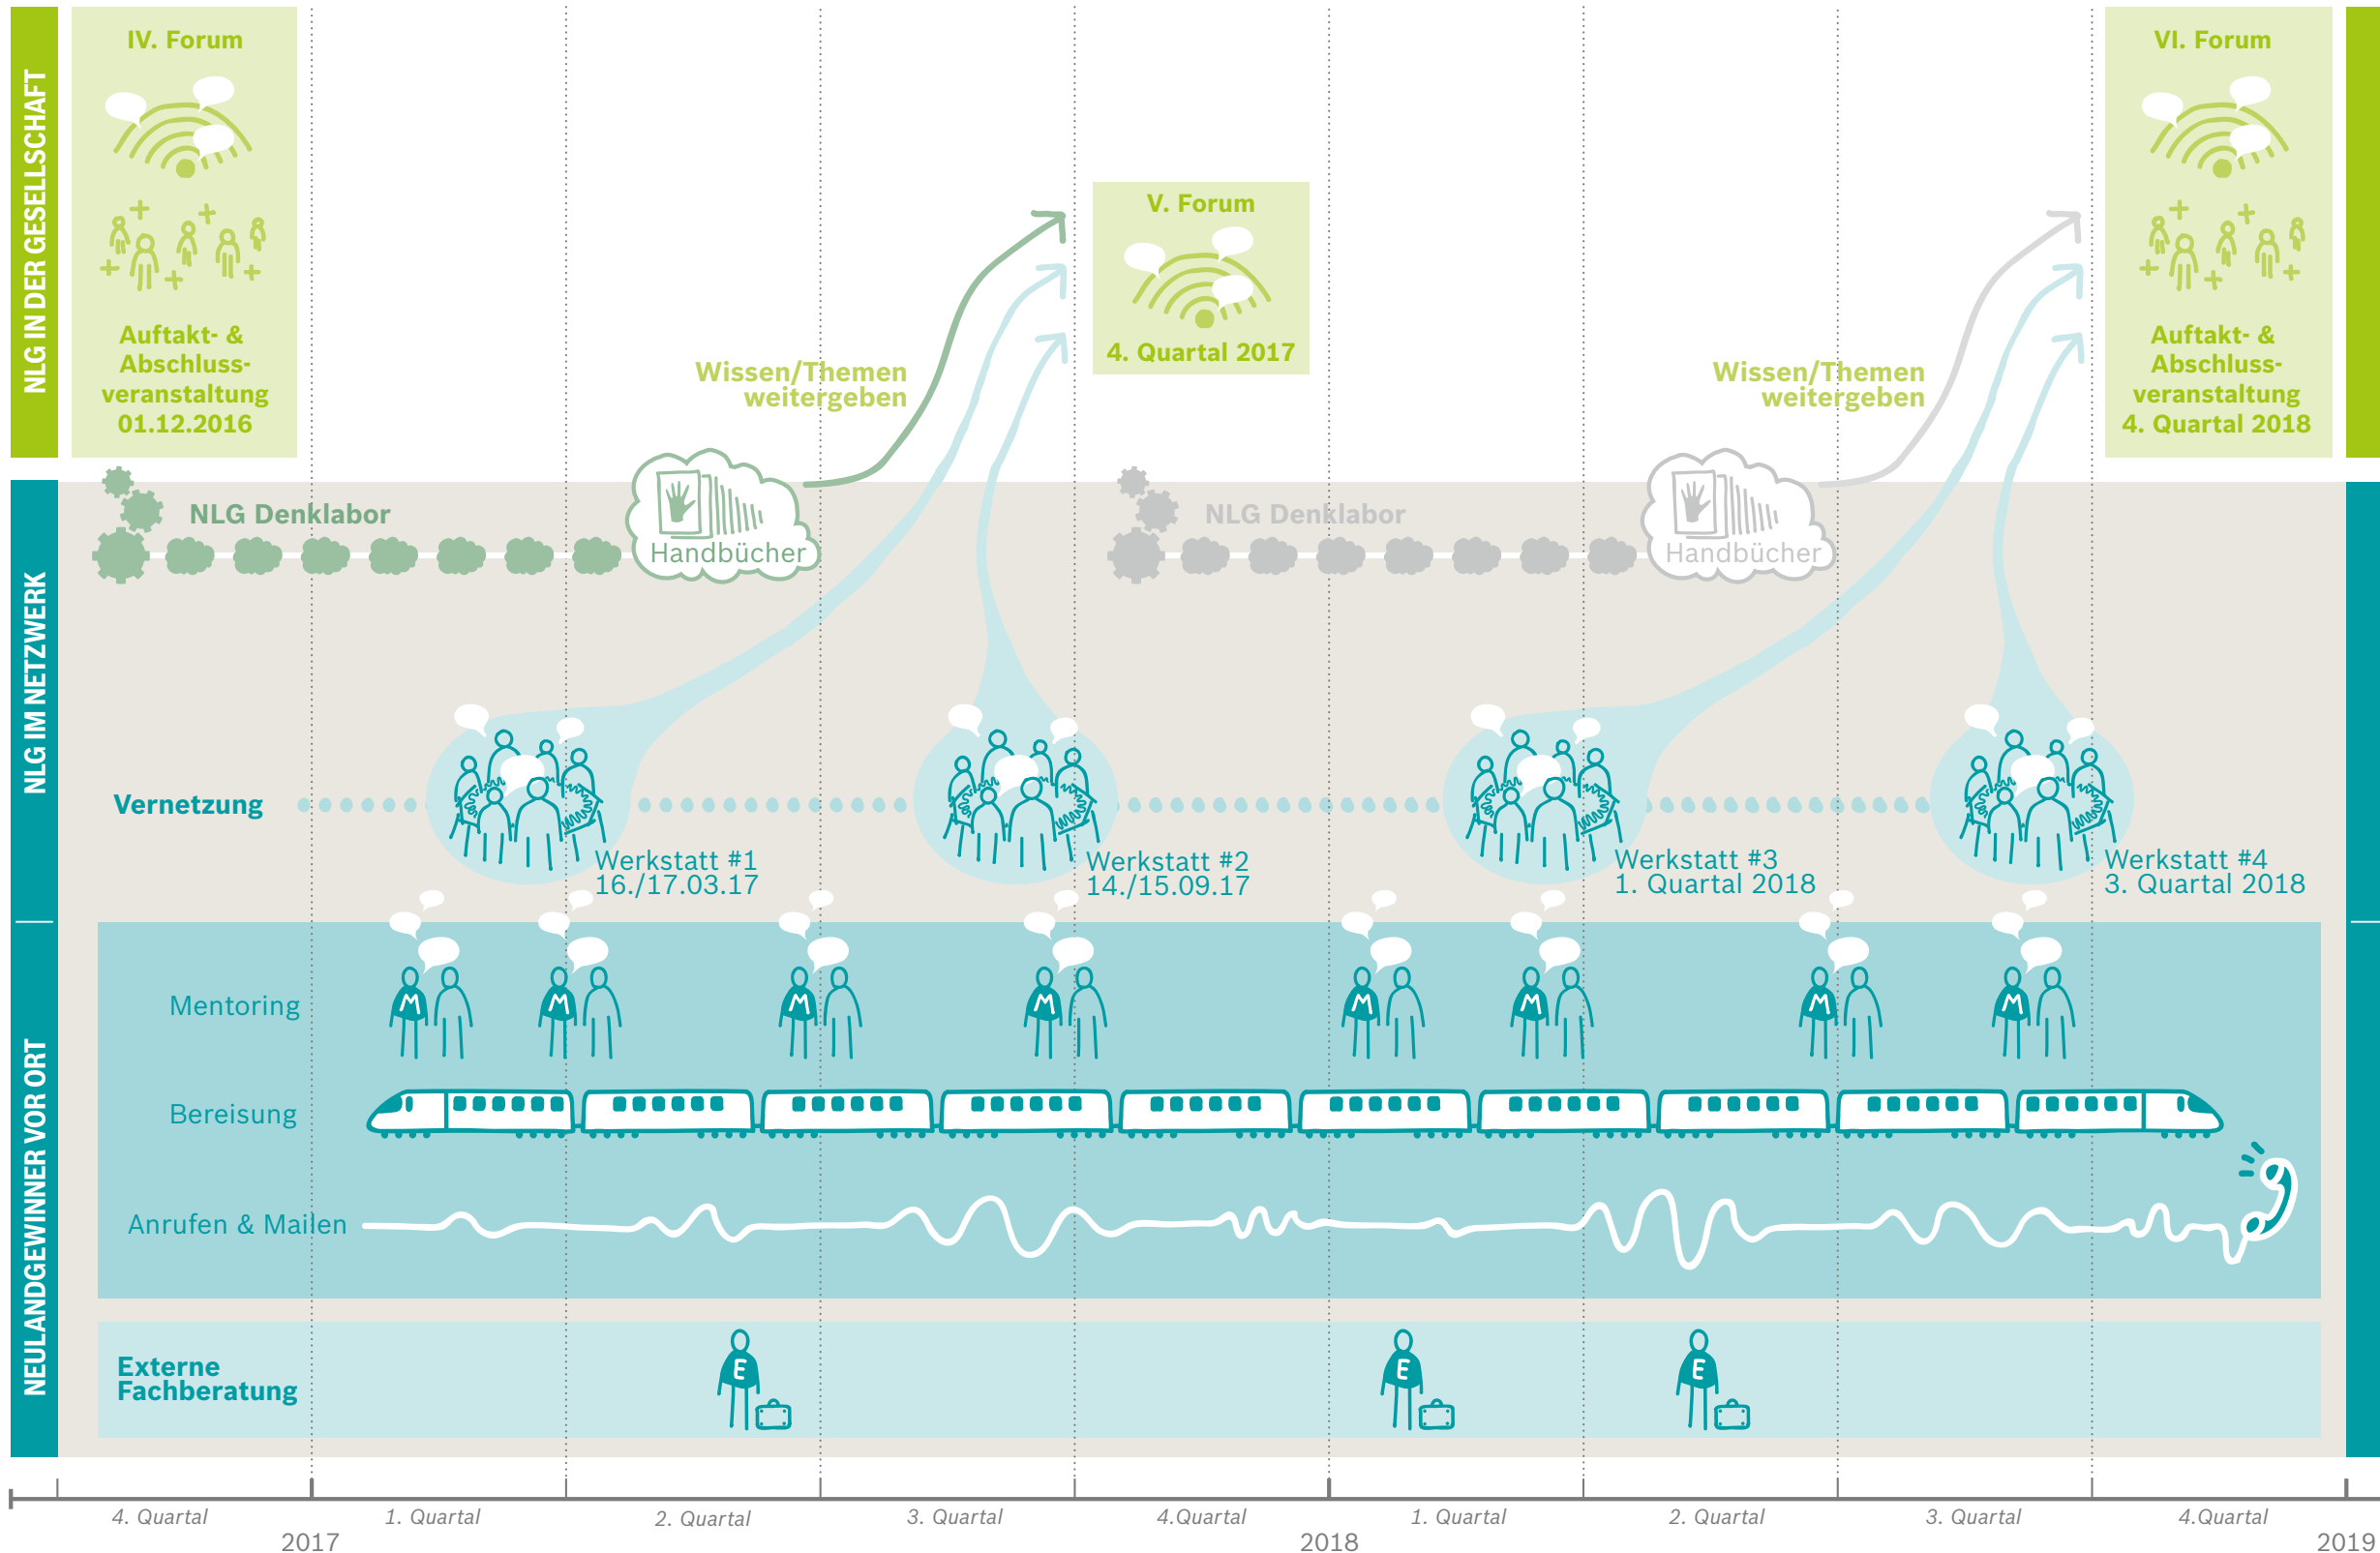 NLG IN DER GESELLSCHAFT
IV. Forum
Auftakt- &
Abschluss-
veranstaltung
01.12.2016
Wissen/Themen
weitergeben
V. Forum
4. Quartal 2017
Wissen/Themen
weitergeben
VI. Forum
Auftakt- &
Abschluss-
veranstaltung
4. Quartal 2018
NLG IM NETZWERK
NLG Denklabor
Handbücher
NLG Denklabor
Handbücher
Vernetzung
Werkstatt #1
16./17.03.17
Werkstatt #2
14./15.09.17
Werkstatt #3
1. Quartal 2018
Werkstatt #4
3. Quartal 2018
NEULANDGEWINNER VOR ORT
Mentoring
M
M
M
M
M
M
M
M
Bereisung
Anrufen & Mailen
Externe
Fachberatung
E
E
E
4. Quartal
1. Quartal
2. Quartal
3. Quartal
4.Quartal
1. Quartal
2. Quartal
3. Quartal
4.Quartal
2017
2018
2019